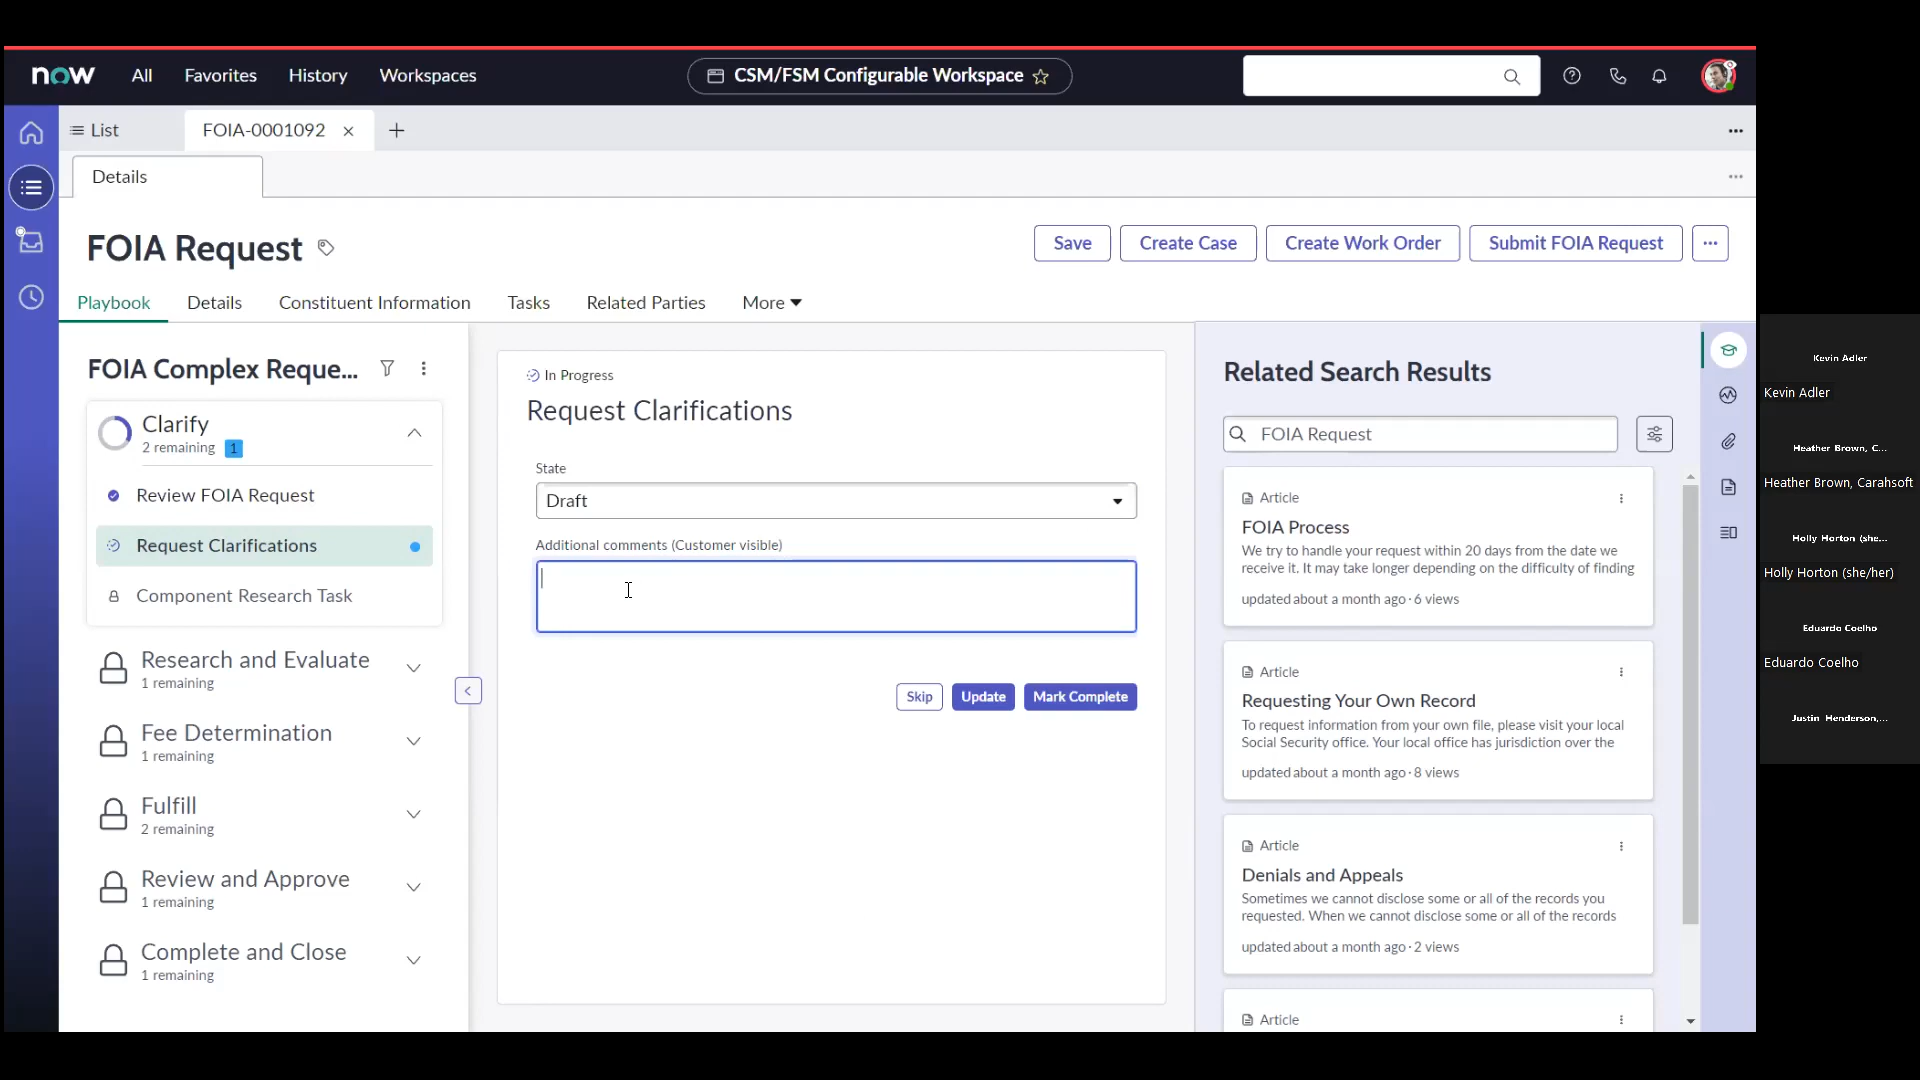 now
All
Favorites
History
Workspaces
CSM/FSM Configurable Workspace
List
FOIA-0001092
Details
FOIA Request
Save
Create Case
Create Work Order
Submit FOIA Request
Playbook
Details
Constituent Information
Tasks
Related Parties
More
FOIA Complex Reque...
Clarify
2 remaining 1
Review FOIA Request
Request Clarifications
Component Research Task
Research and Evaluate
1 remaining
Fee Determination
1 remaining
Fulfill
2 remaining
Review and Approve
1 remaining
Complete and Close
1 remaining
In Progress
Request Clarifications
State
Draft
Additional comments (Customer visible)
Skip
Update
Mark Complete
Related Search Results
FOIA Request
Article
FOIA Process
We try to handle your request within 20 days from the date we
receive it. It may take longer depending on the difficulty of finding
updated about a month ago · 6 views
Article
Requesting Your Own Record
To request information from your own file, please visit your local
Social Security office. Your local office has jurisdiction over the
updated about a month ago · 8 views
Article
Denials and Appeals
Sometimes we cannot disclose some or all of the records you
requested. When we cannot disclose some or all of the records
updated about a month ago · 2 views
Article
Kevin Adler
Kevin Adler
Heather Brown, C...
Heather Brown, Carahsoft
Holly Horton (she...
Holly Horton (she/her)
Eduardo Coelho
Eduardo Coelho
Justin Henderson,...